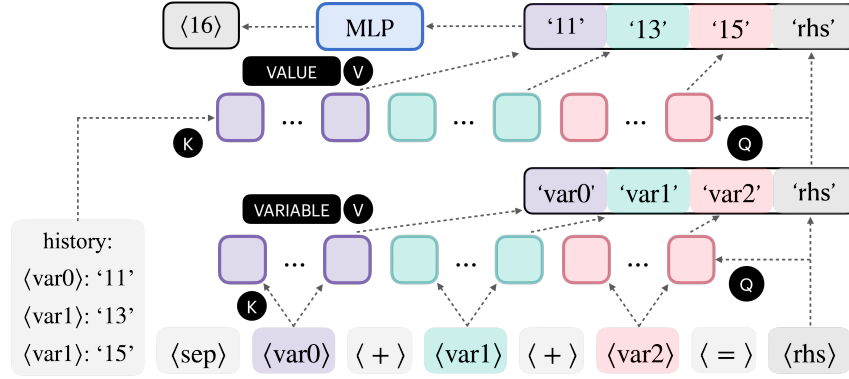 ⟨16⟩ MLP ‘11’ ‘13’ ‘15’ ‘rhs’
VALUE V
... ... ...
K Q
‘var0’ ‘var1’ ‘var2’ ‘rhs’
VARIABLE V
history:
⟨var0⟩: ‘11’
⟨var1⟩: ‘13’
⟨var1⟩: ‘15’
... ... ...
K Q
⟨sep⟩ ⟨var0⟩ ⟨+⟩ ⟨var1⟩ ⟨+⟩ ⟨var2⟩ ⟨=⟩ ⟨rhs⟩